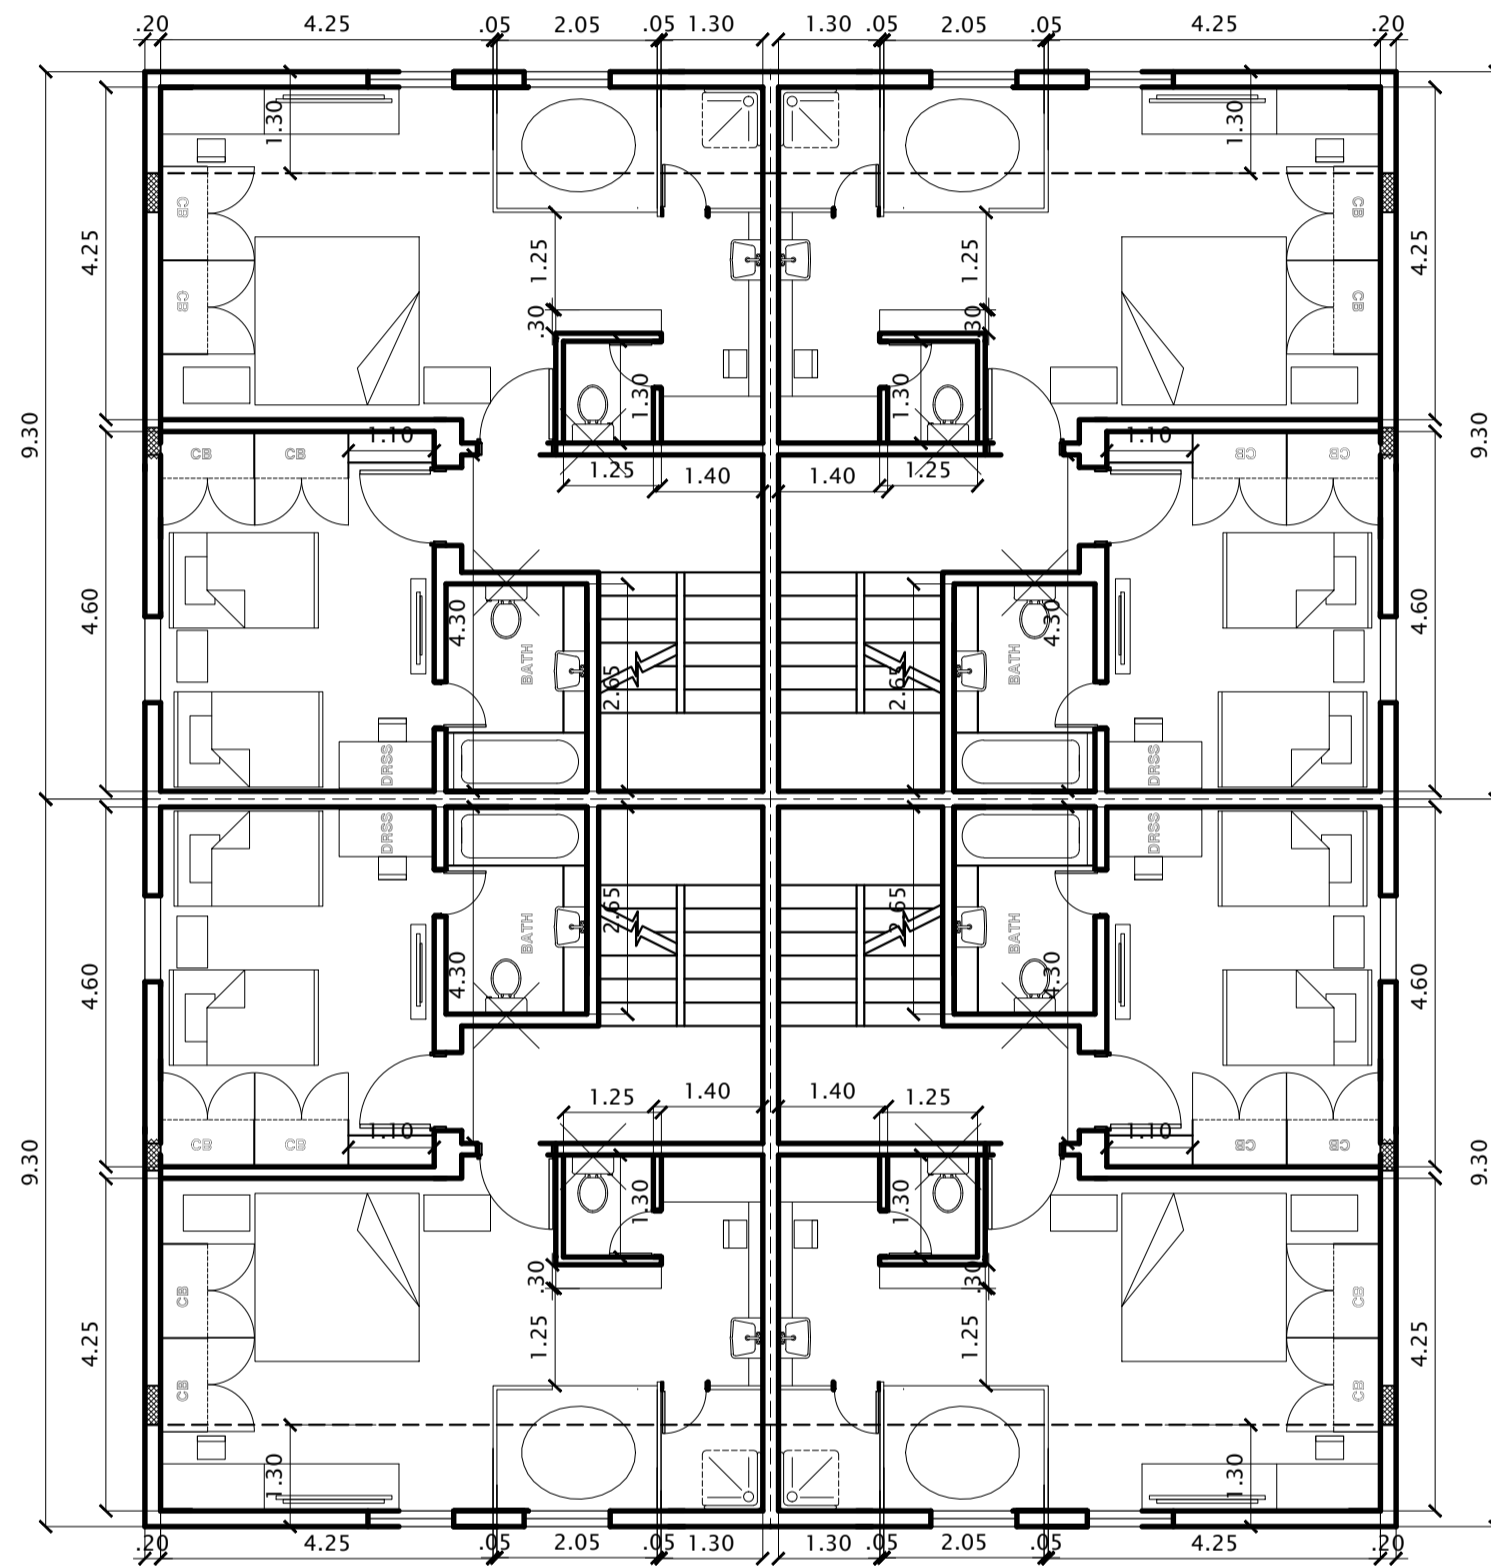 .20 4.25 .05 2.05 .05 1.30 1.30 .05 2.05 .05 4.25 .20
1.30 1.30
CB CB
4.25 1.25 1.25 4.25
CB CB
.30 .30
1.30 1.30
9.30 9.30
1.10 1.10
CB CB CB CB
1.25 1.40 1.40 1.25
4.60 4.30 4.30 4.60
BATH BATH
2.65 2.65
DRSS DRSS
DRSS DRSS
2.65 2.65
BATH BATH
4.60 4.30 4.30 4.60
1.25 1.40 1.40 1.25
1.10 1.10
CB CB CB CB
9.30 9.30
1.30 1.30
.30 .30
CB CB
4.25 1.25 1.25 4.25
CB CB
1.30 1.30
.20 4.25 .05 2.05 .05 1.30 1.30 .05 2.05 .05 4.25 .20